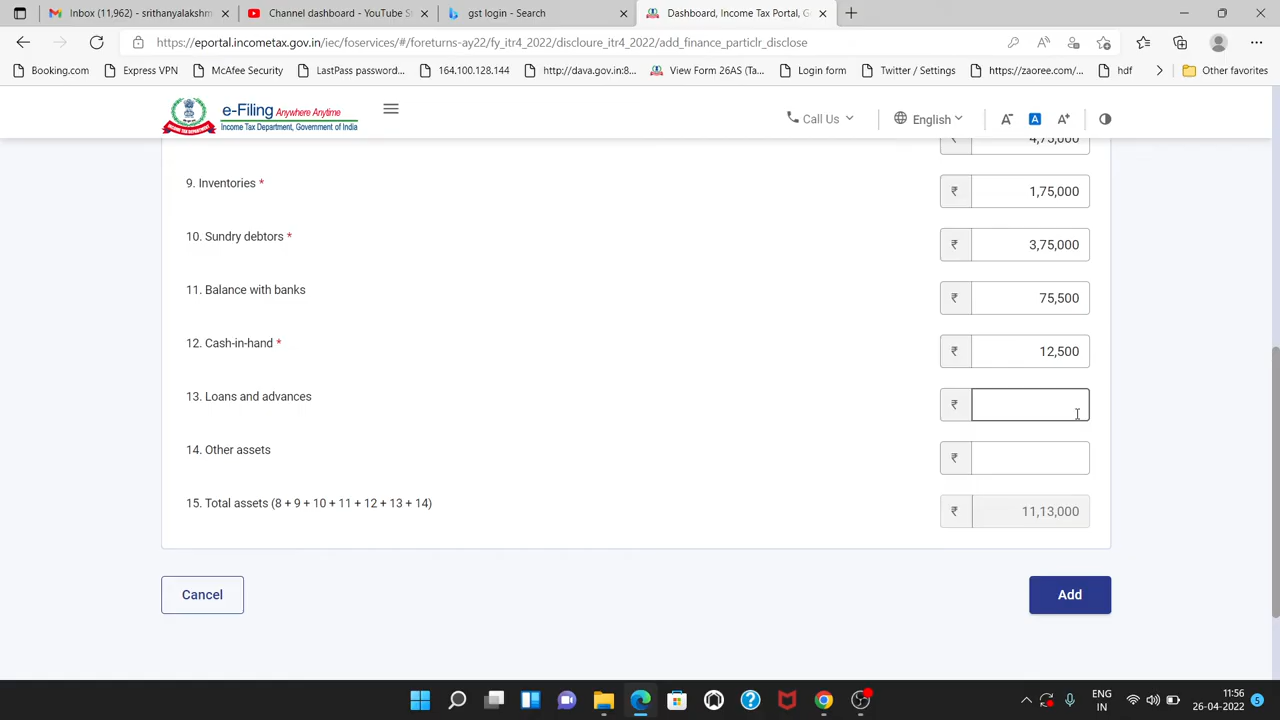 Inbox (11,962) - srithanyalakshm
Channel dashboard - YouTube S
gst login - Search
Dashboard, Income Tax Portal, G
https://eportal.incometax.gov.in/iec/foservices/#/foreturns-ay22/fy_itr4_2022/discloure_itr4_2022/add_finance_particlr_disclose
Booking.com
Express VPN
McAfee Security
LastPass password...
164.100.128.144
http://dava.gov.in:8...
View Form 26AS (Ta...
Login form
Twitter / Settings
https://zaoree.com/...
hdf
Other favorites
e-Filing Anywhere Anytime
Income Tax Department, Government of India
Call Us
English
A-
A
A+
₹ 4,75,000
9. Inventories *
₹ 1,75,000
10. Sundry debtors *
₹ 3,75,000
11. Balance with banks
₹ 75,500
12. Cash-in-hand *
₹ 12,500
13. Loans and advances
₹
14. Other assets
₹
15. Total assets (8 + 9 + 10 + 11 + 12 + 13 + 14)
₹ 11,13,000
Cancel
Add
ENG
IN
11:56
26-04-2022
5